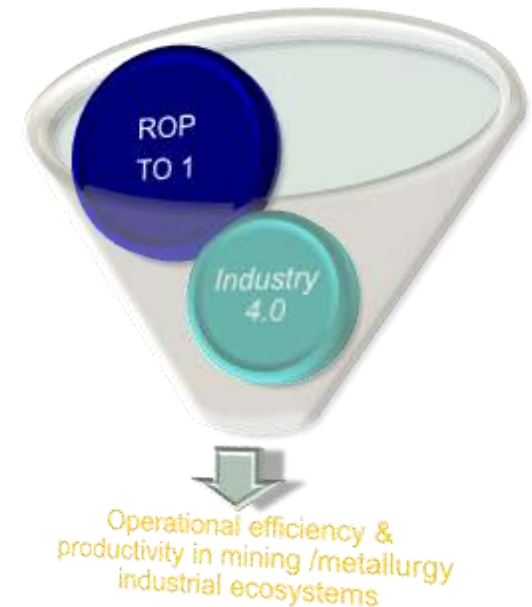 ROP
TO 1
Industry
4.0
Operational efficiency &
productivity in mining /metallurgy
industrial ecosystems